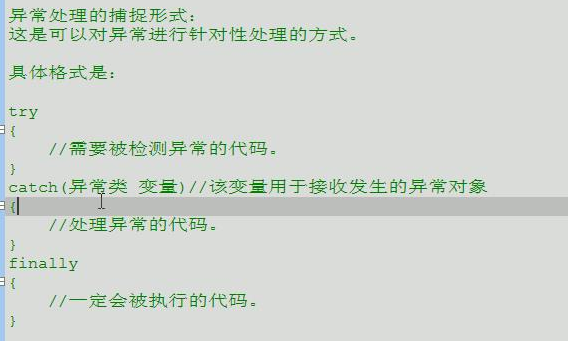 异常处理的捕捉形式：
这是可以对异常进行针对性处理的方式。
具体格式是：
try
{
//需要被检测异常的代码。
}
catch(异常类 变量)//该变量用于接收发生的异常对象
{
//处理异常的代码。
}
finally
{
//一定会被执行的代码。
}